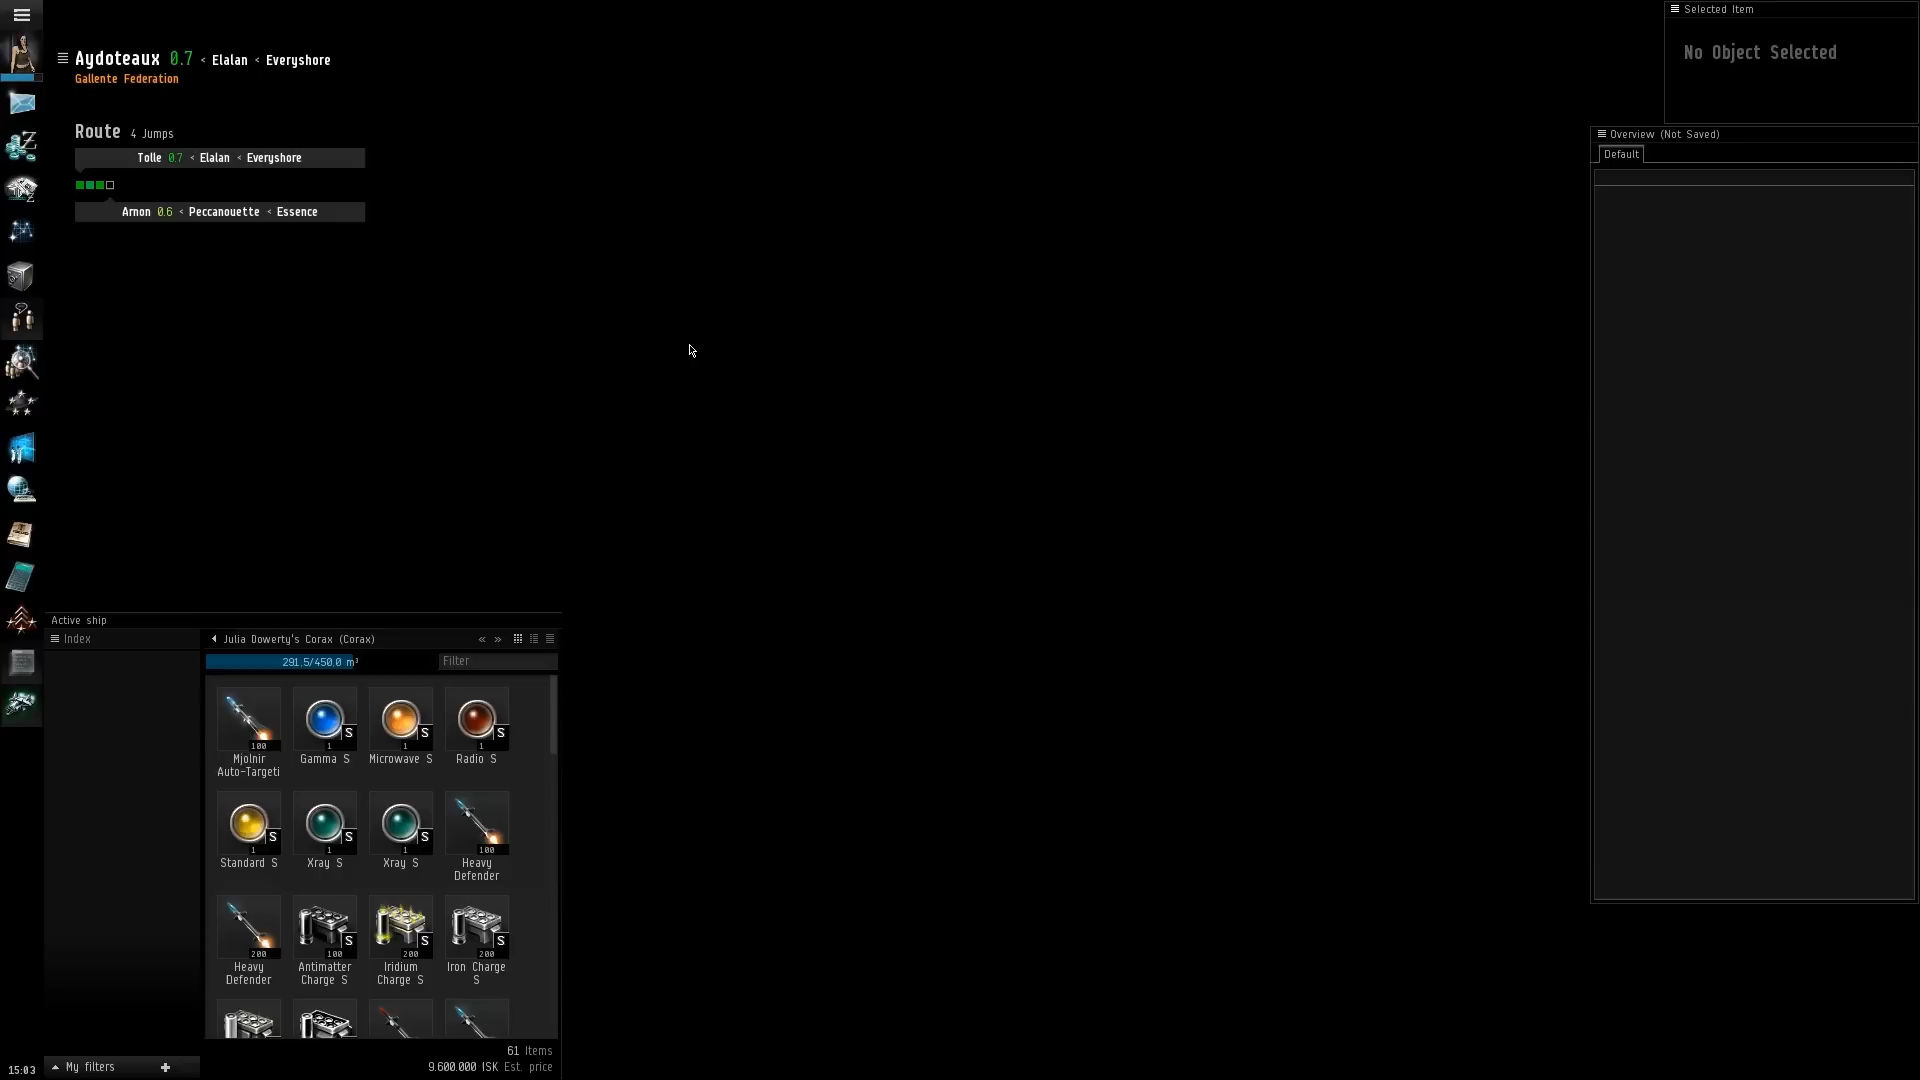 Selected Item
No Object Selected
Aydoteaux 0.7 < Elalan < Everyshore
Gallente Federation
Route 4 Jumps
Tolle 0.7 < Elalan < Everyshore
Arnon 0.6 < Peccanouette < Essence
Overview (Not Saved)
Default
Active ship
Index
Julia Dowerty's Corax (Corax)
« »
291.5/450.0 m³
Filter
100
S
1
S
1
S
1
Mjolnir
Auto-Targeti
Gamma S
Microwave S
Radio S
S
1
S
1
S
1
100
Standard S
Xray S
Xray S
Heavy
Defender
200
S
100
S
200
S
200
Heavy
Defender
Antimatter
Charge S
Iridium
Charge S
Iron Charge
S
61 Items
9.600.000 ISK Est. price
My filters +
15:03